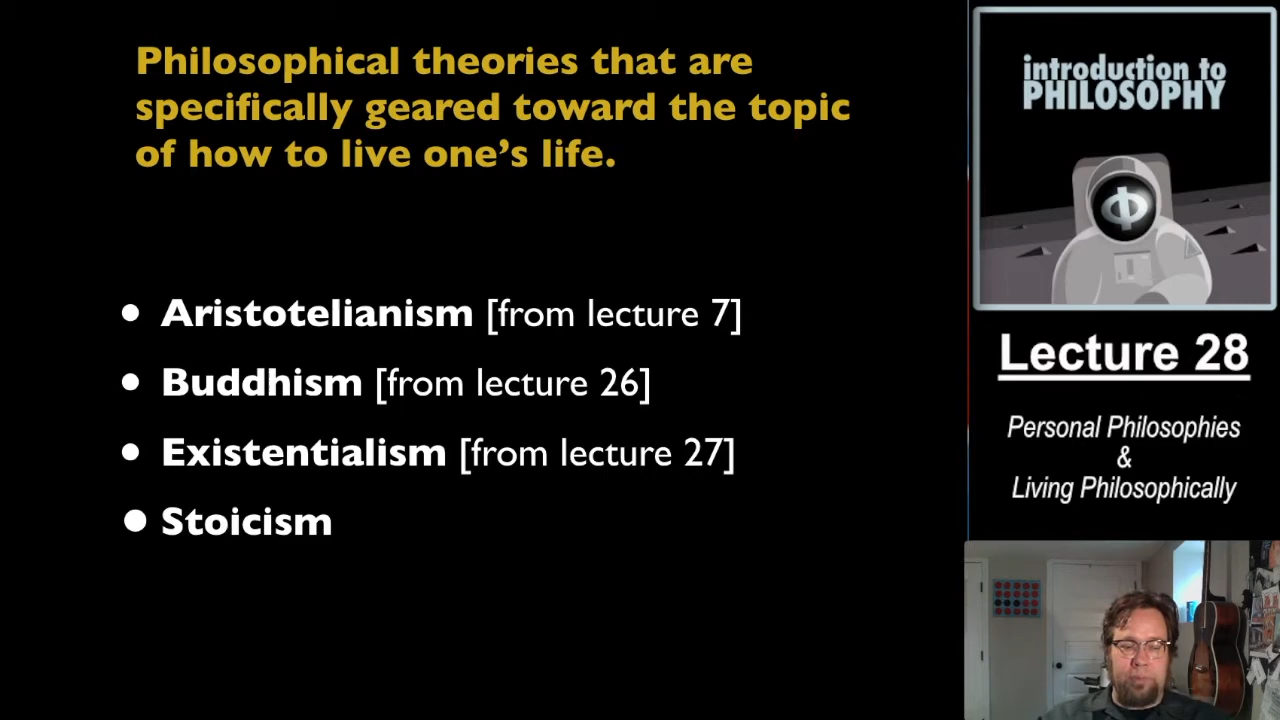 Philosophical theories that are
specifically geared toward the topic
of how to live one's life.
• Aristotelianism [from lecture 7]
• Buddhism [from lecture 26]
• Existentialism [from lecture 27]
• Stoicism
introduction to
PHILOSOPHY
Φ
Lecture 28
Personal Philosophies
&
Living Philosophically